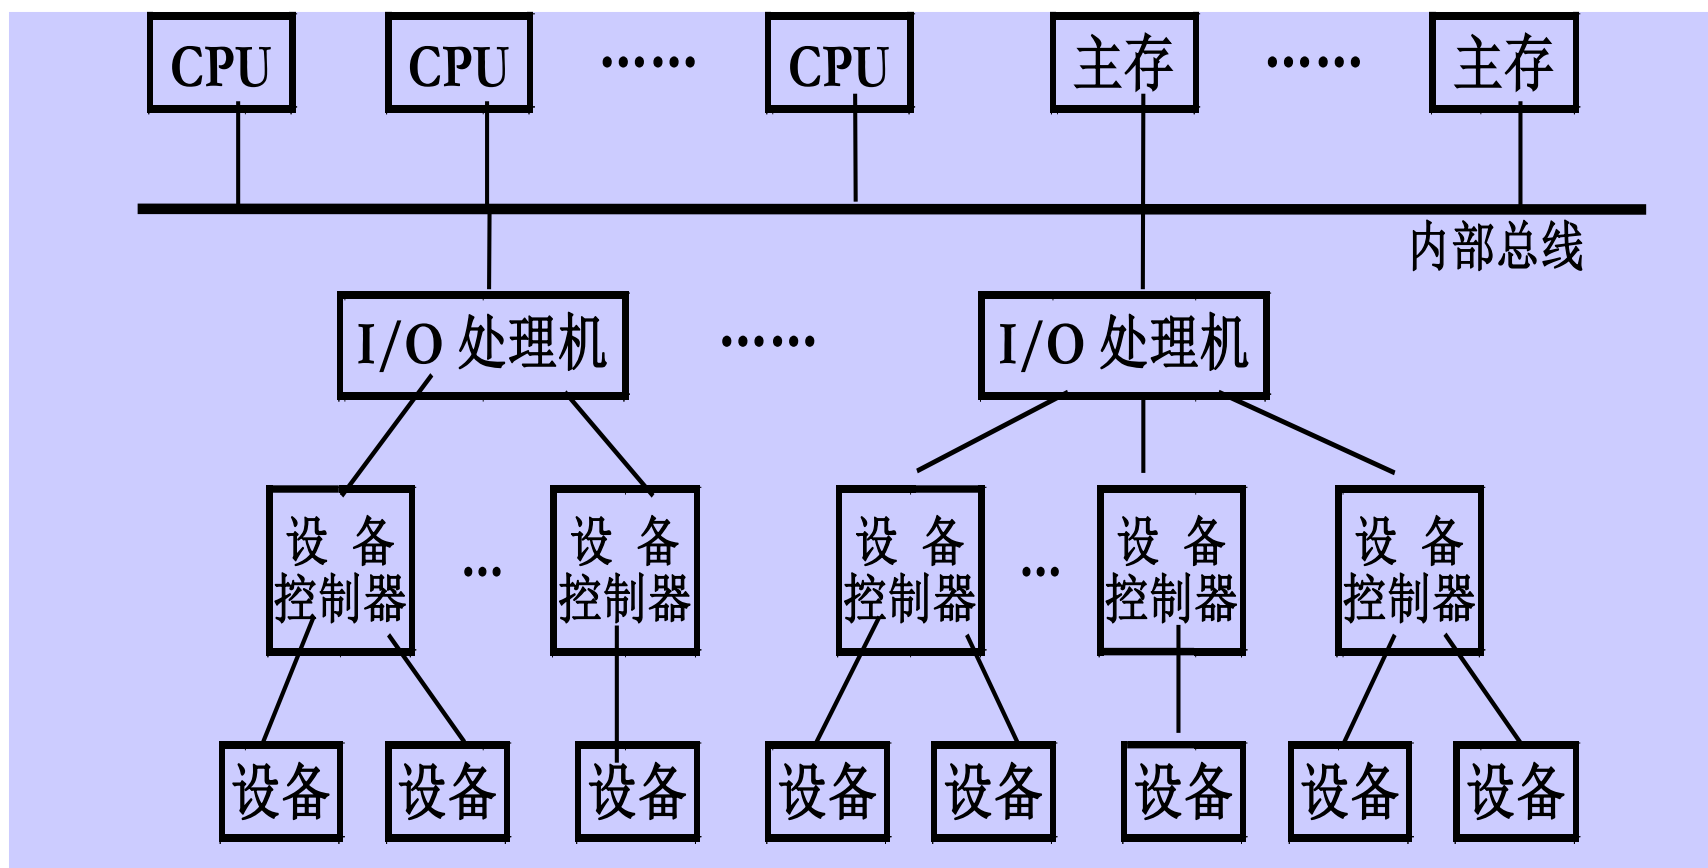 CPU CPU …… CPU 主存 …… 主存
内部总线
I/O 处理机 …… I/O 处理机
设 备 设 备 设 备 设 备 设 备
控制器 … 控制器 控制器 … 控制器 控制器
设备 设备 设备 设备 设备 设备 设备 设备